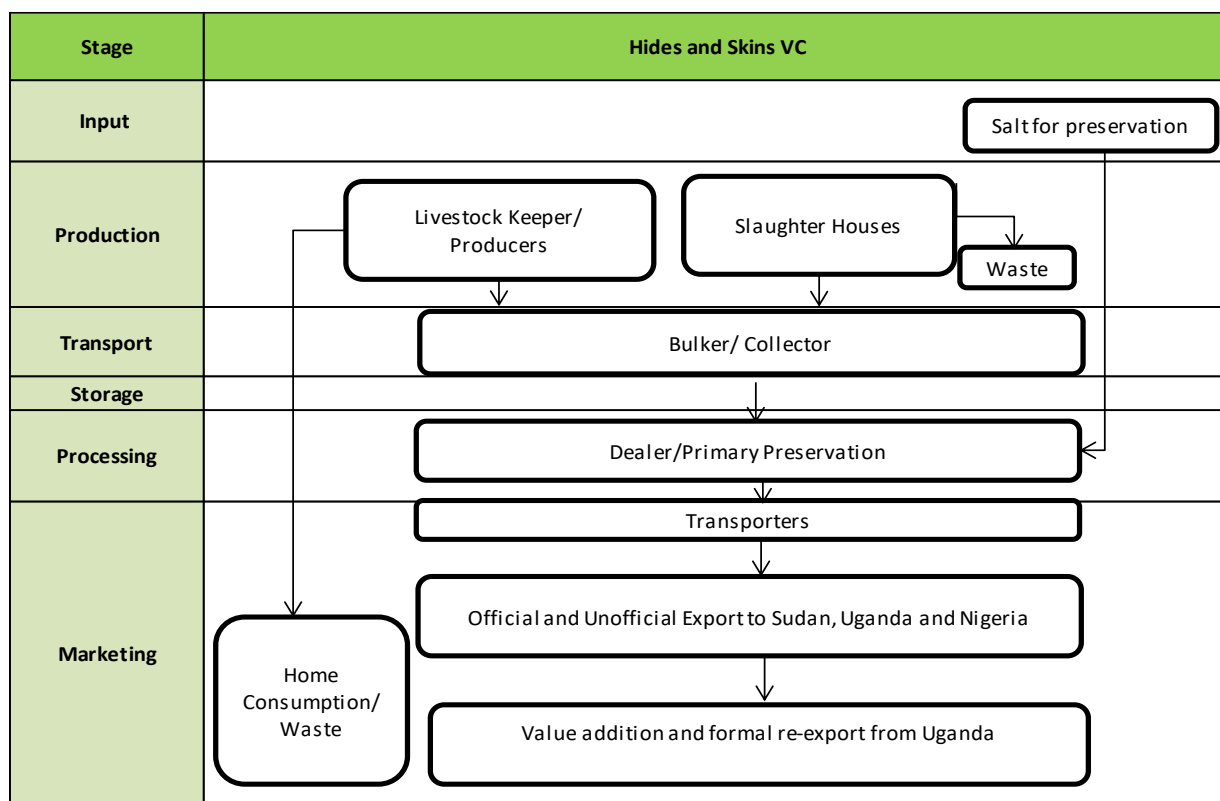 Stage
Hides and Skins VC
Input
Salt for preservation
Production
Livestock Keeper/
Producers
Slaughter Houses
Waste
Transport
Bulker/ Collector
Storage
Processing
Dealer/Primary Preservation
Marketing
Transporters
Official and Unofficial Export to Sudan, Uganda and Nigeria
Home
Consumption/
Waste
Value addition and formal re-export from Uganda